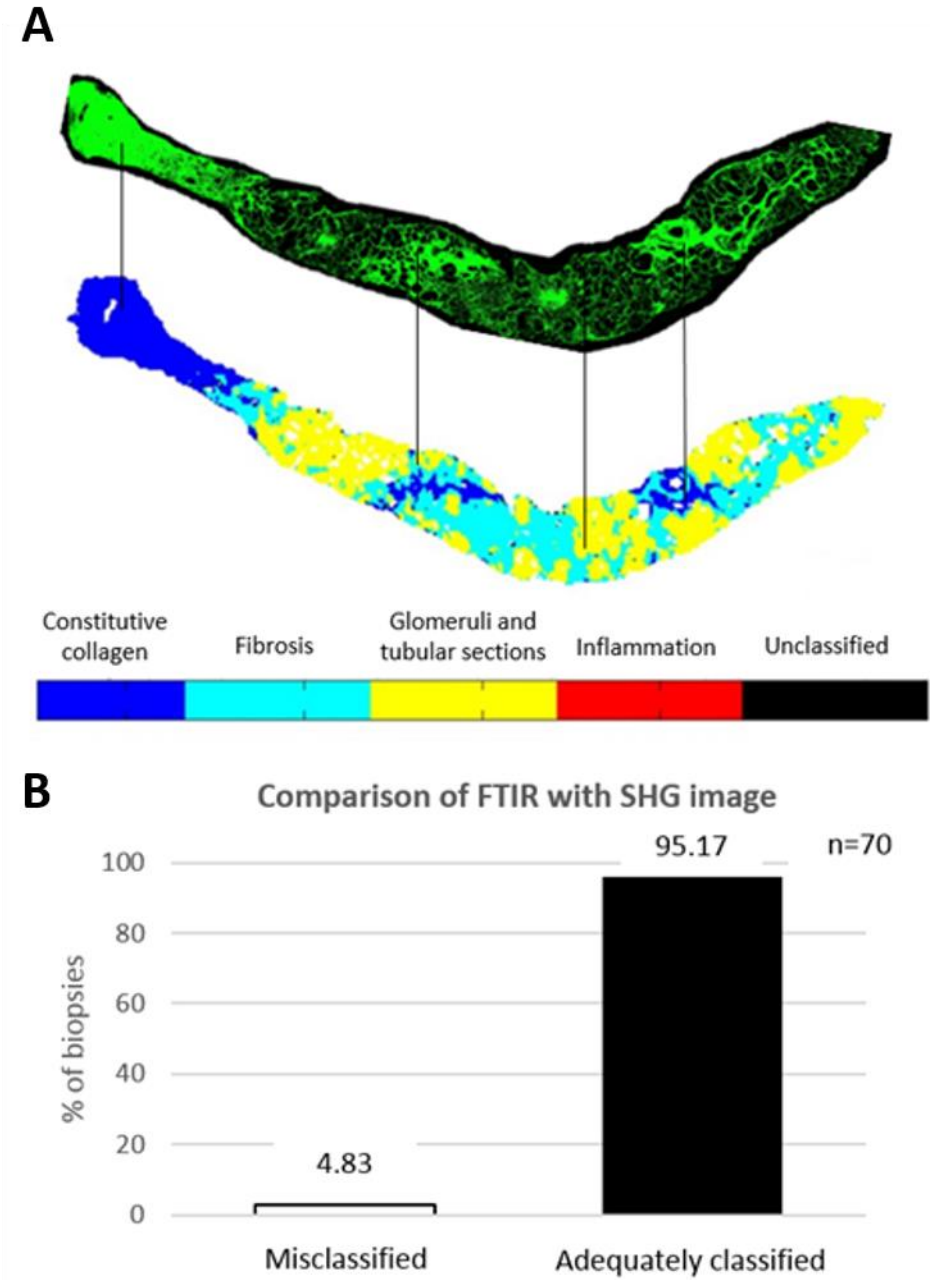 A
Constitutive
collagen
Fibrosis
Glomeruli and
tubular sections
Inflammation
Unclassified
B
Comparison of FTIR with SHG image
95.17
n=70
100
80
60
40
20
0
% of biopsies
4.83
Misclassified
Adequately classified